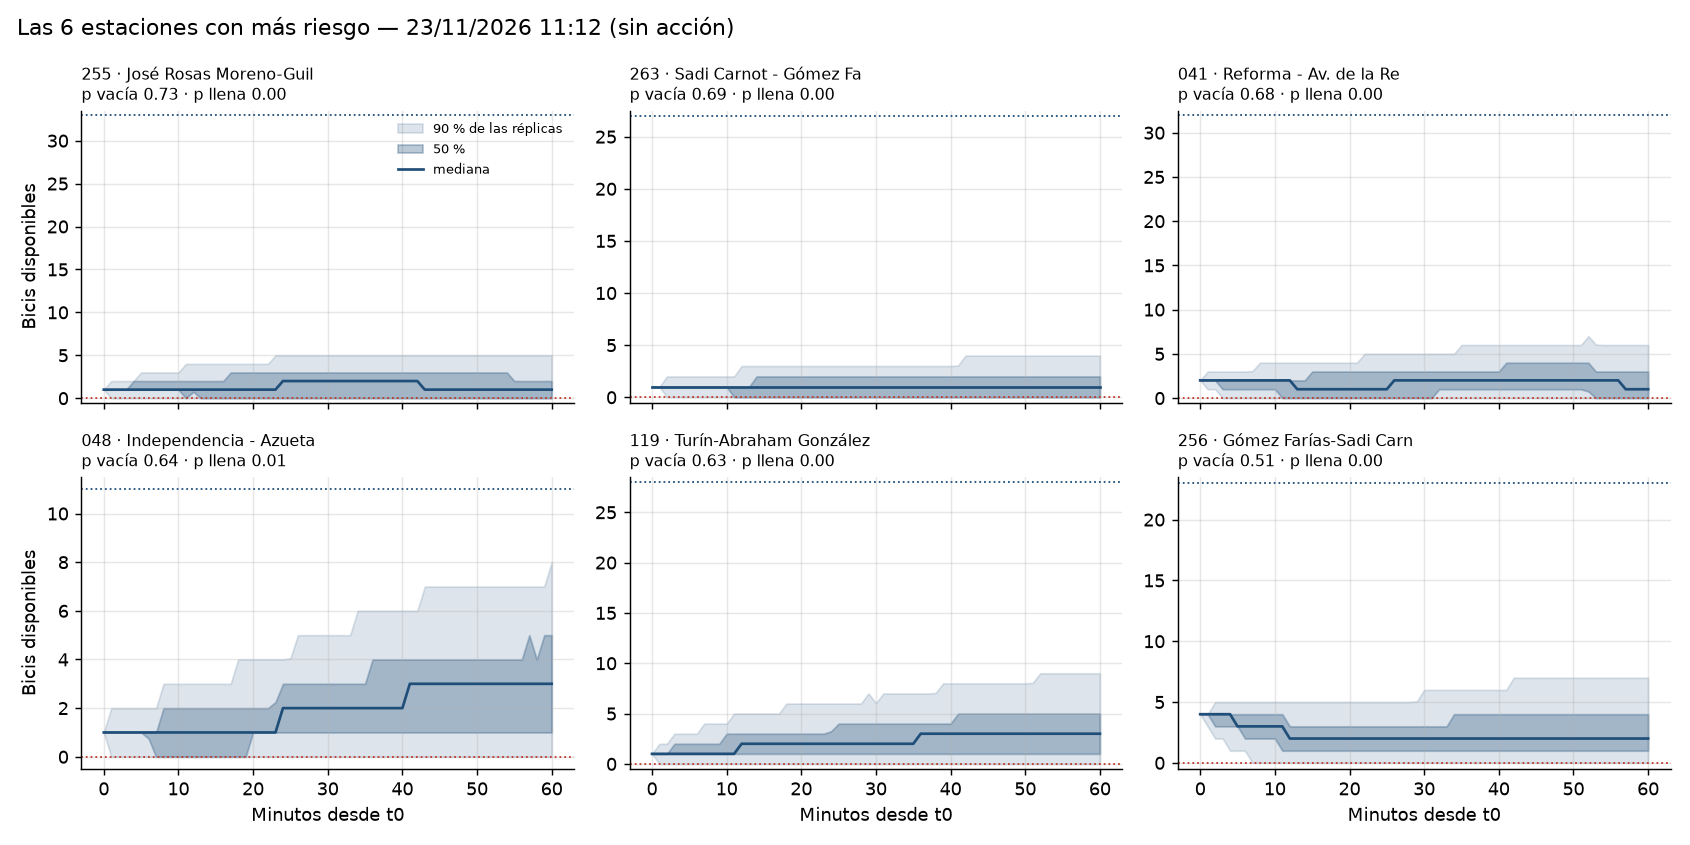 Las 6 estaciones con más riesgo — 23/11/2026 11:12 (sin acción)
255 · José Rosas Moreno-Guil
p vacía 0.73 · p llena 0.00
263 · Sadi Carnot - Gómez Fa
p vacía 0.69 · p llena 0.00
041 · Reforma - Av. de la Re
p vacía 0.68 · p llena 0.00
Bicis disponibles
30
25
20
15
10
5
0
90 % de las réplicas
50 %
mediana
25
20
15
10
5
0
30
25
20
15
10
5
0
048 · Independencia - Azueta
p vacía 0.64 · p llena 0.01
119 · Turín-Abraham González
p vacía 0.63 · p llena 0.00
256 · Gómez Farías-Sadi Carn
p vacía 0.51 · p llena 0.00
Bicis disponibles
10
8
6
4
2
0
0 10 20 30 40 50 60
Minutos desde t0
25
20
15
10
5
0
0 10 20 30 40 50 60
Minutos desde t0
20
15
10
5
0
0 10 20 30 40 50 60
Minutos desde t0